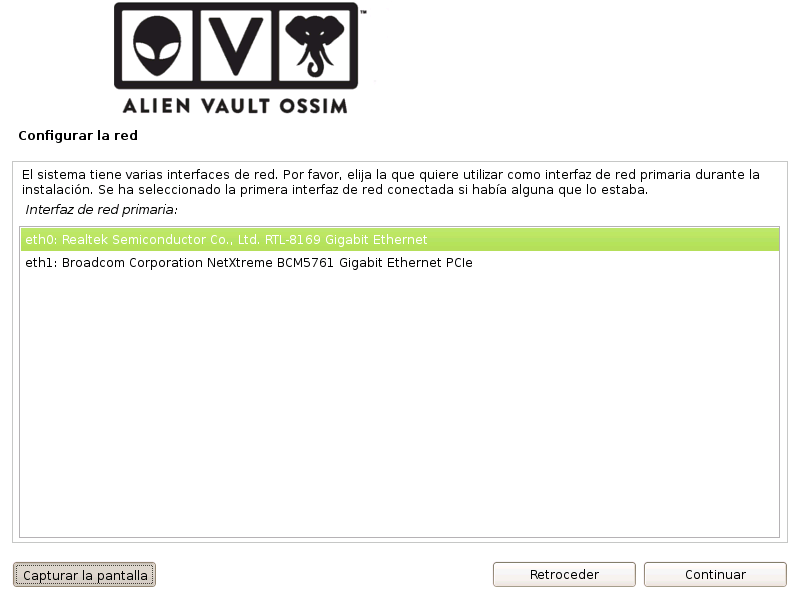 ALIEN VAULT OSSIM
™
Configurar la red
El sistema tiene varias interfaces de red. Por favor, elija la que quiere utilizar como interfaz de red primaria durante la
instalación. Se ha seleccionado la primera interfaz de red conectada si había alguna que lo estaba.
Interfaz de red primaria:
eth0: Realtek Semiconductor Co., Ltd. RTL-8169 Gigabit Ethernet
eth1: Broadcom Corporation NetXtreme BCM5761 Gigabit Ethernet PCIe
Capturar la pantalla
Retroceder
Continuar